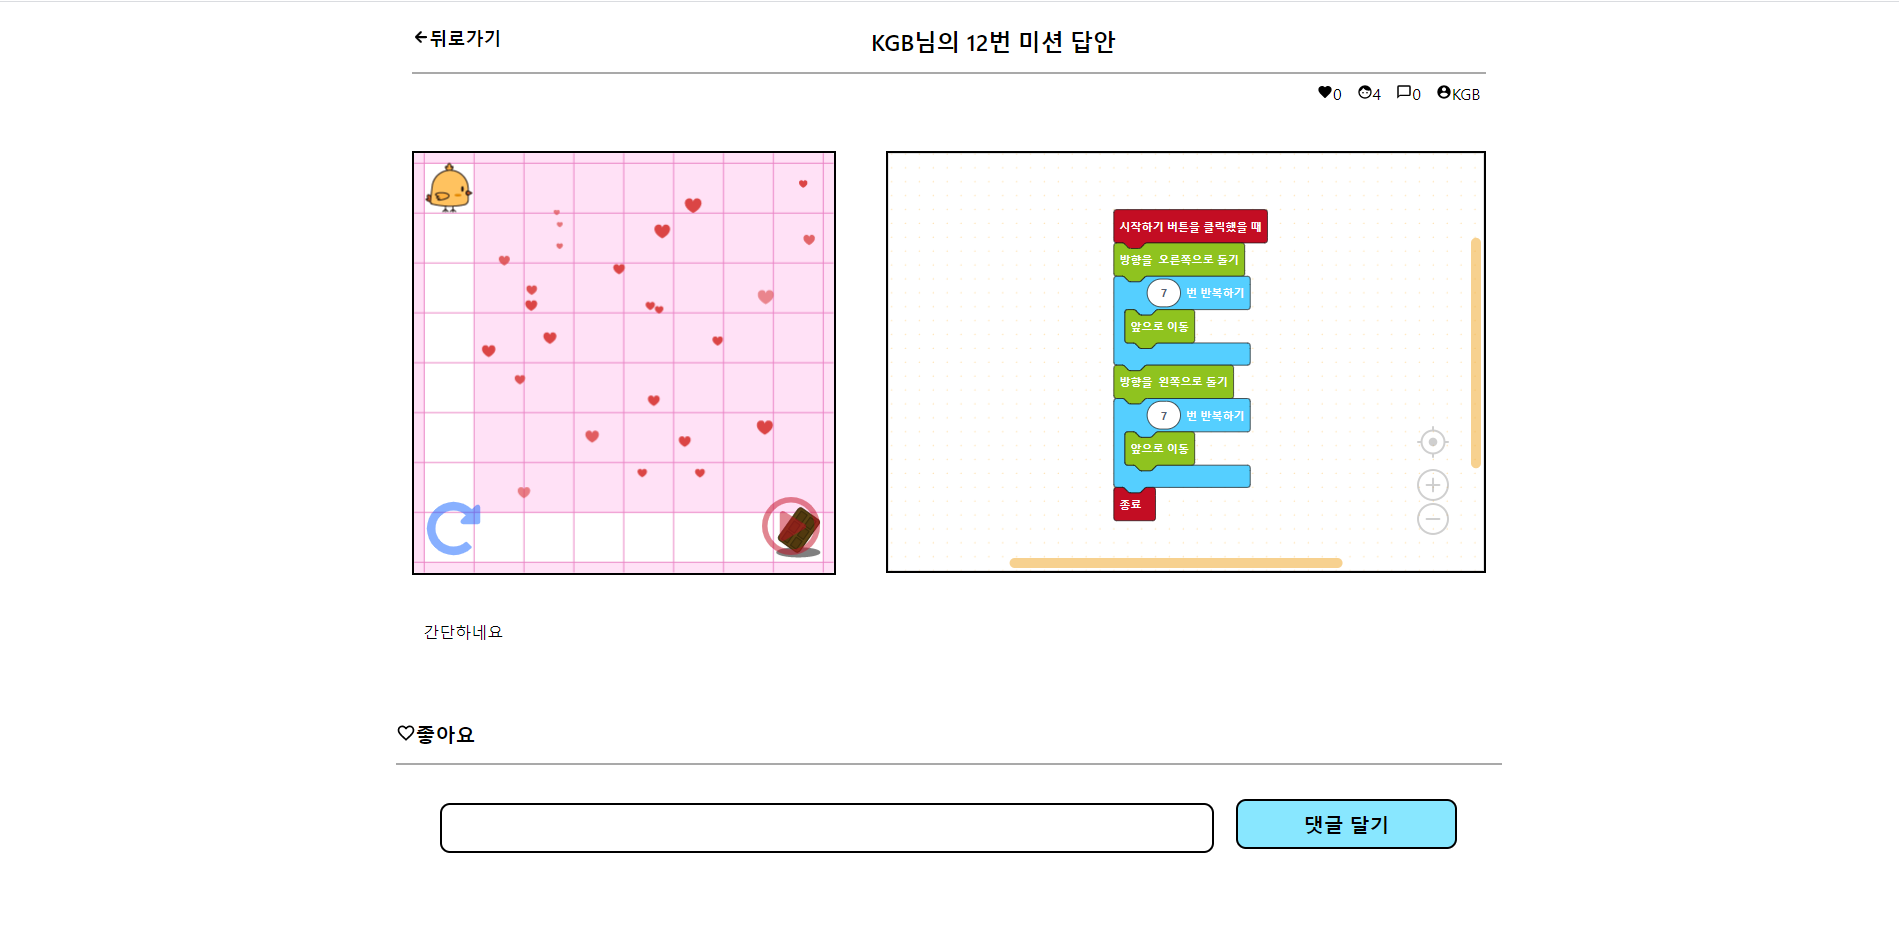 뒤로가기
KGB님의 12번 미션 답안
0 4 0 KGB
시작하기 버튼을 클릭했을 때
방향을 오른쪽으로 돌기
7 번 반복하기
앞으로 이동
방향을 왼쪽으로 돌기
7 번 반복하기
앞으로 이동
종료
간단하네요
좋아요
댓글 달기